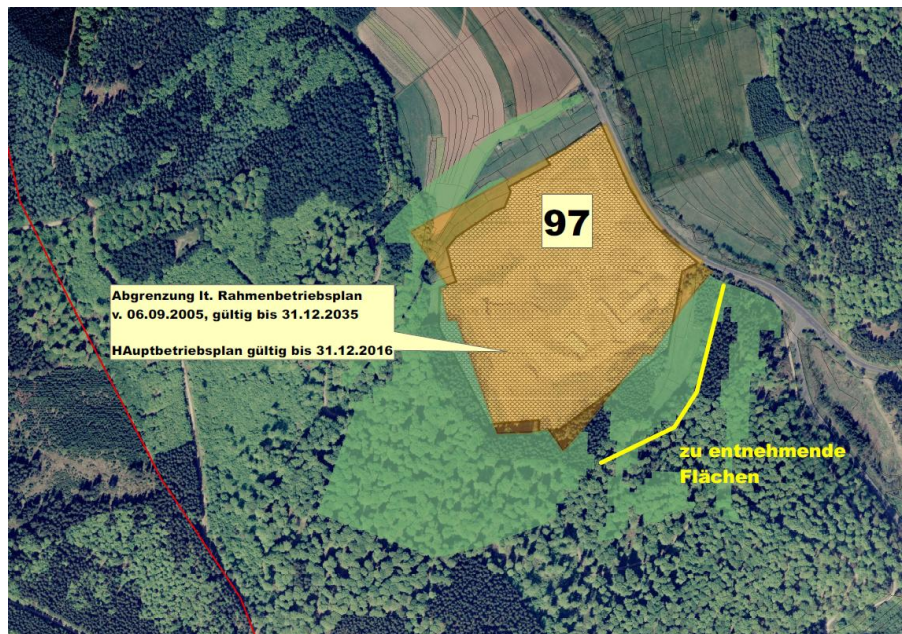 97
Abgrenzung lt. Rahmenbetriebsplan
v. 06.09.2005, gültig bis 31.12.2035
HAuptbetriebsplan gültig bis 31.12.2016
zu entnehmende
Flächen